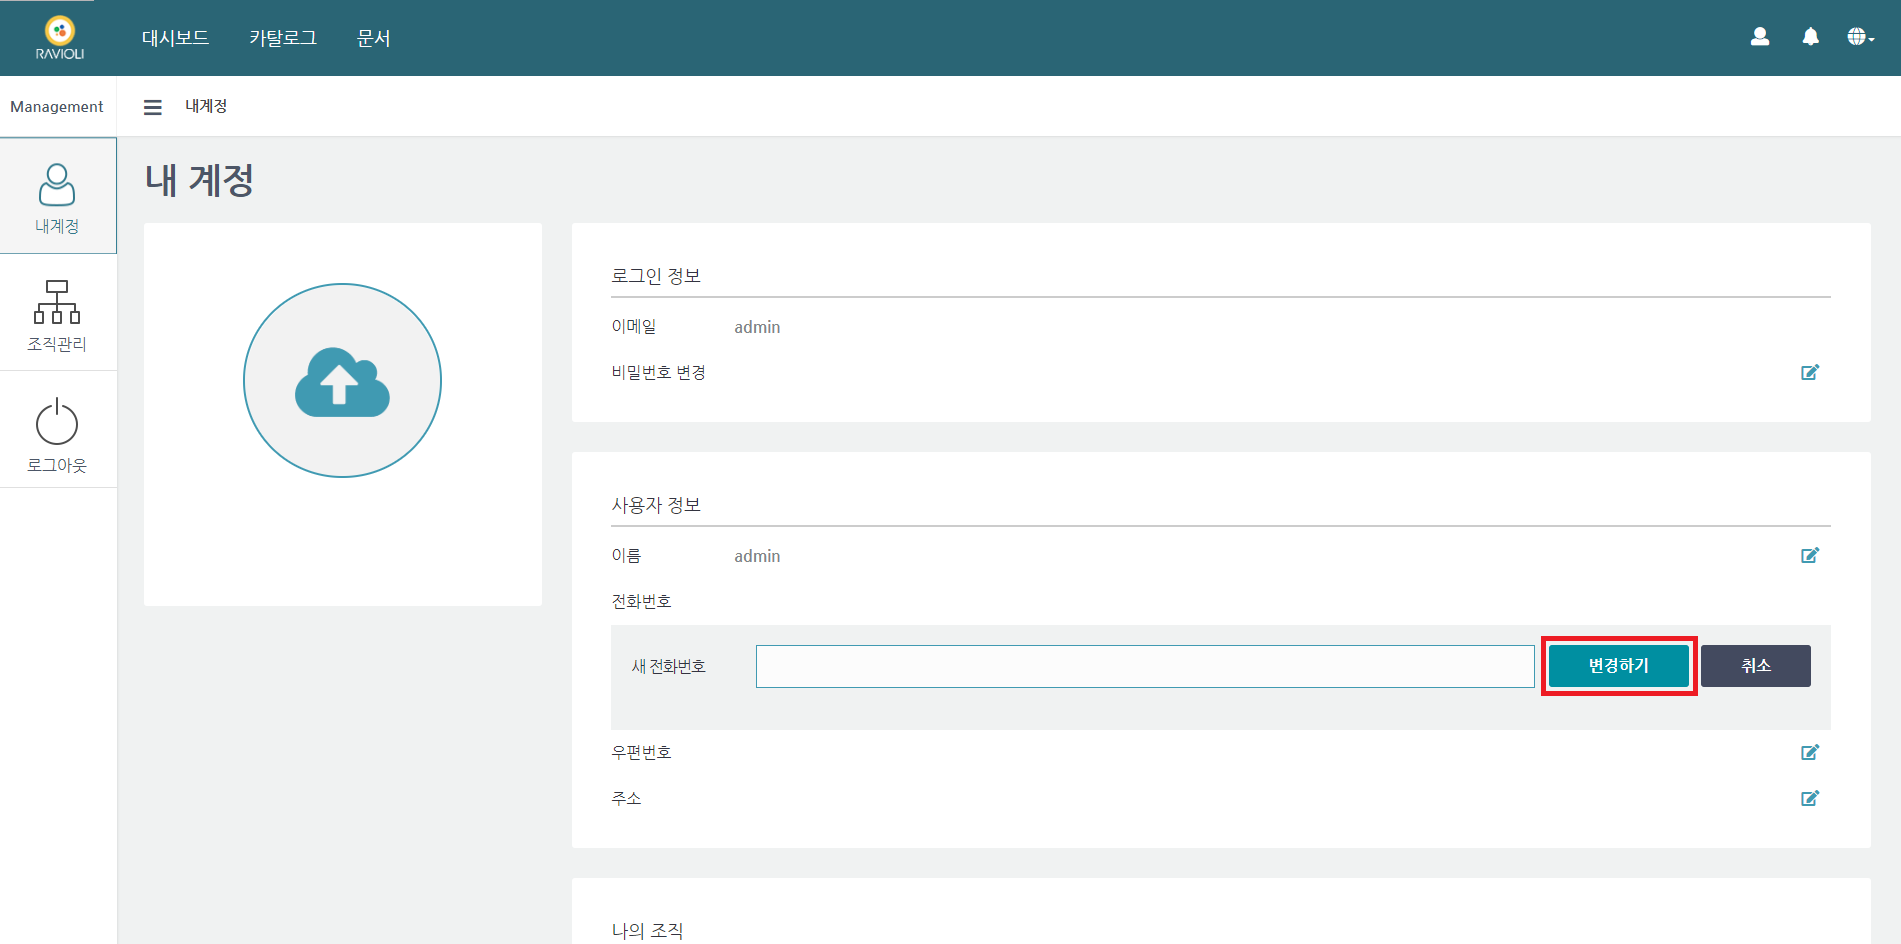 RAVIOLI
대시보드 카탈로그 문서
Management
내계정
내계정
조직관리
로그아웃
내 계정
로그인 정보
이메일 admin
비밀번호 변경
사용자 정보
이름 admin
전화번호
새 전화번호 변경하기 취소
우편번호
주소
나의 조직